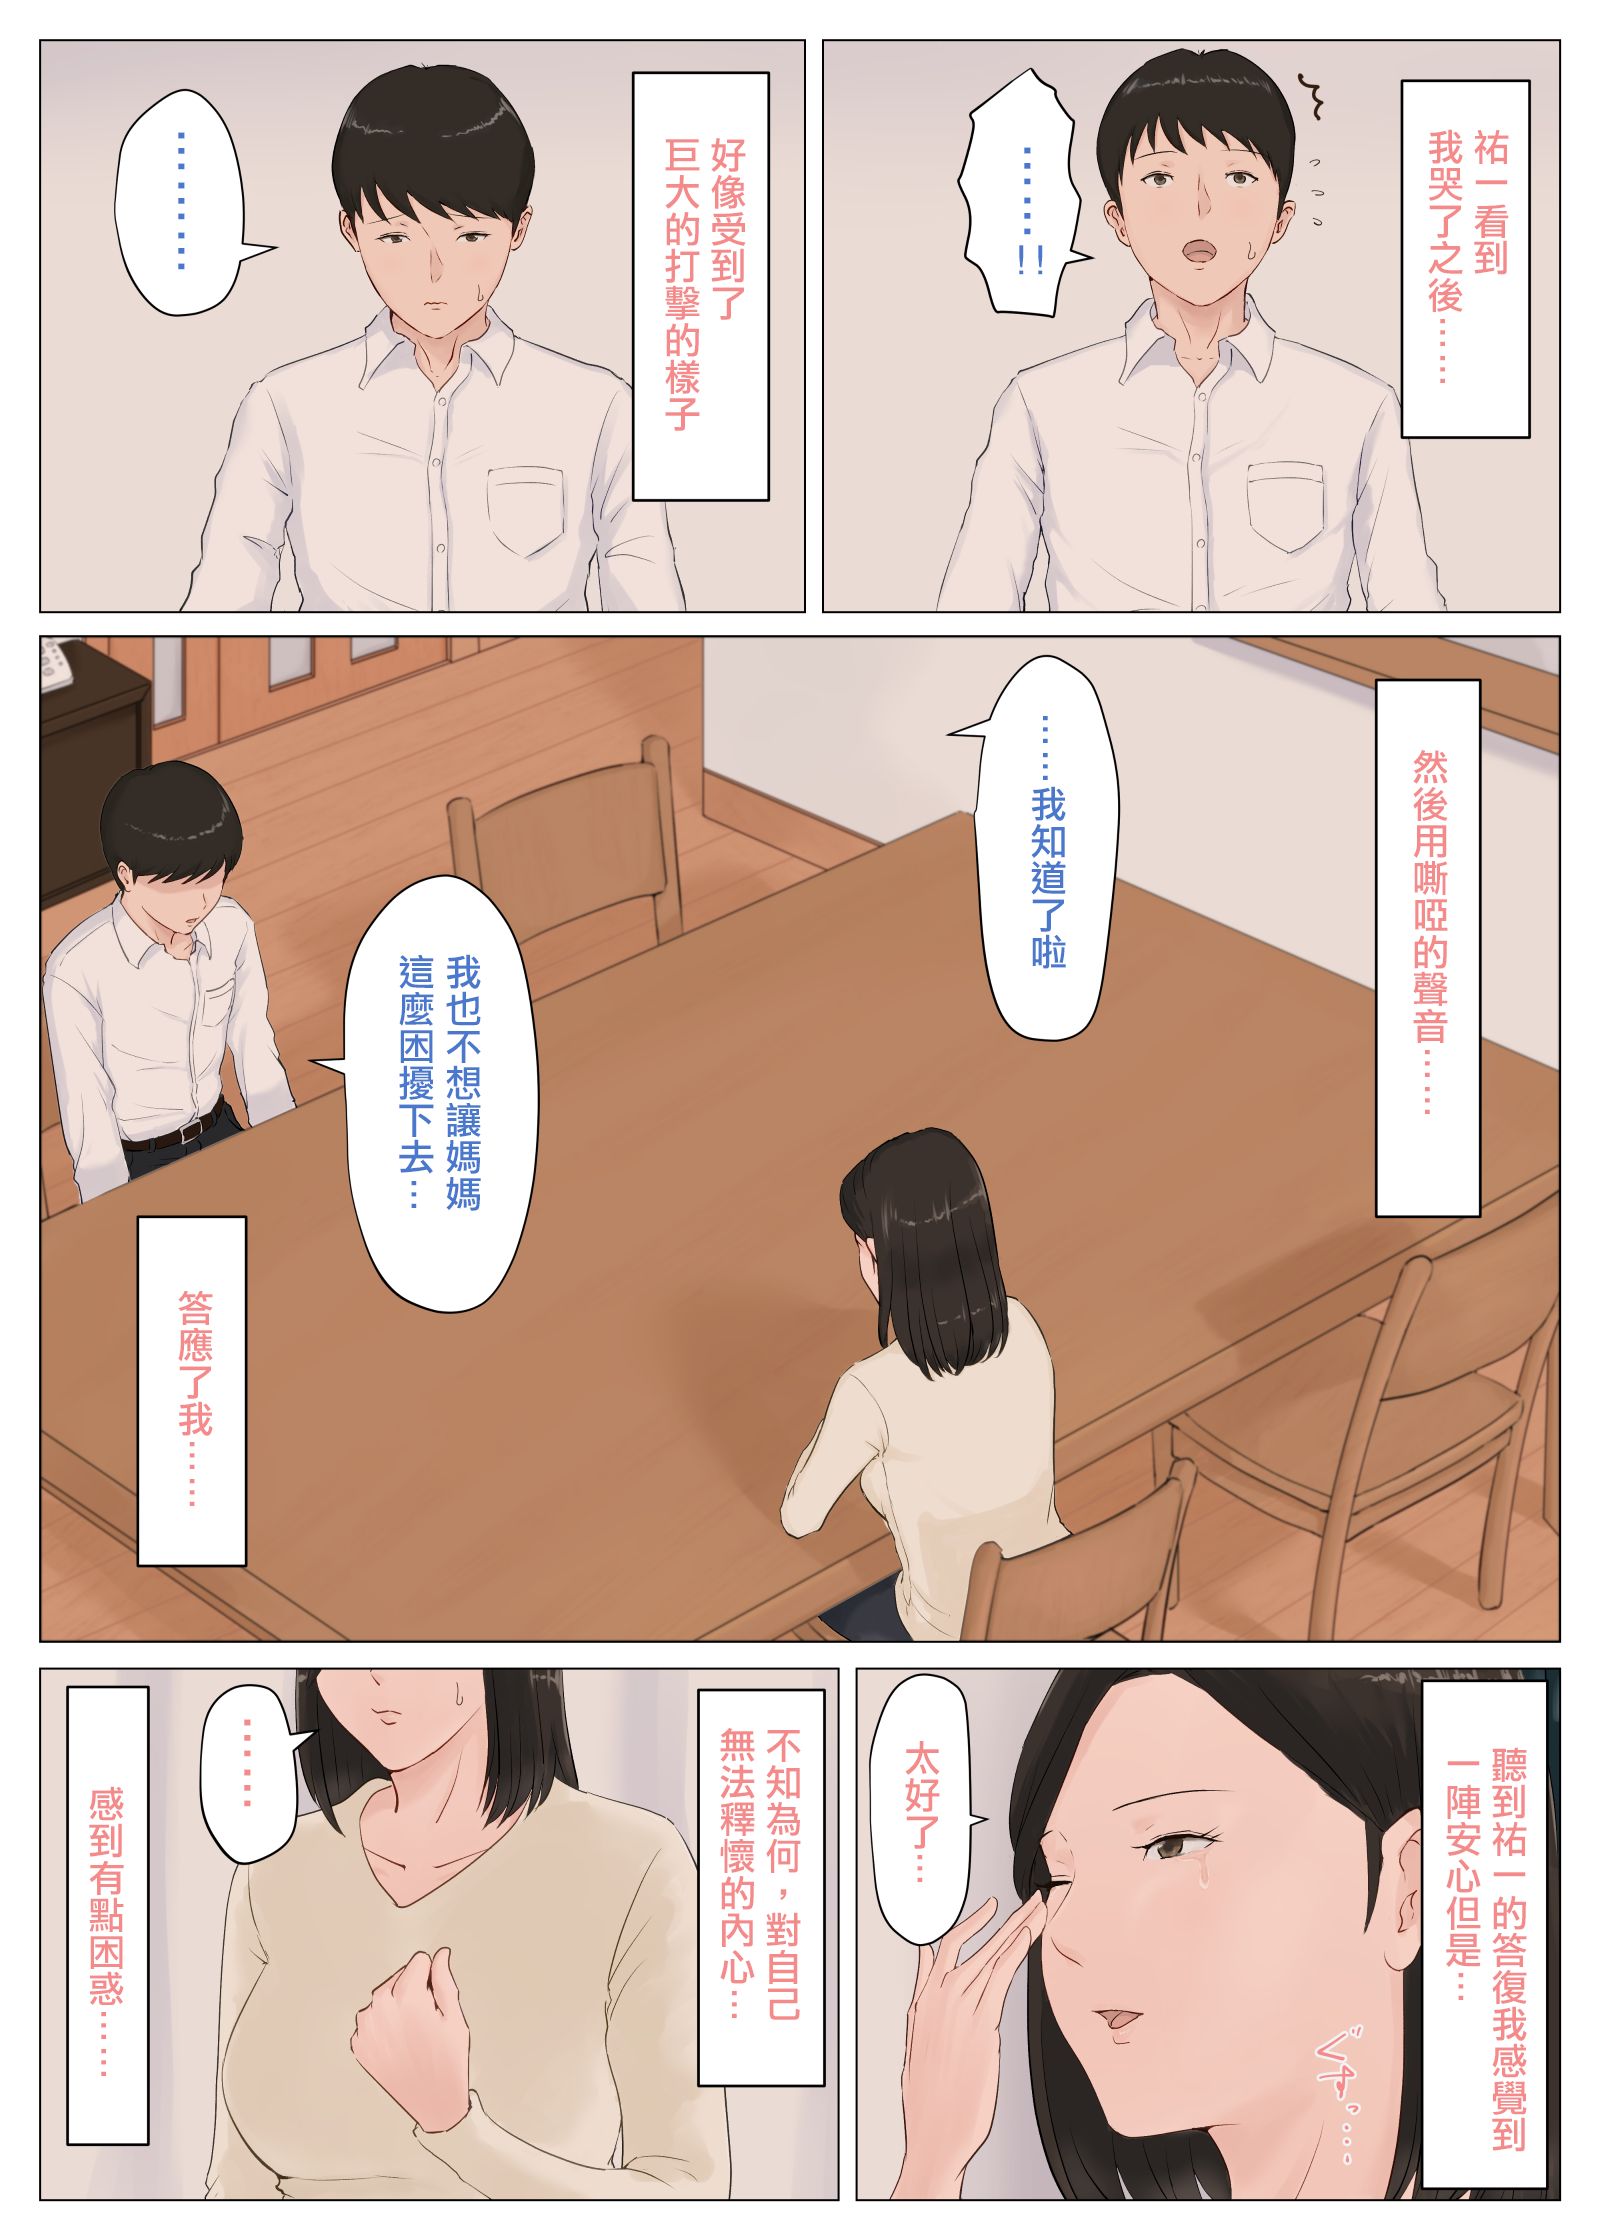 祐一看到
我哭了之後……
……!!
好像受到了
巨大的打擊的樣子
………
然後用嘶啞的聲音……
……我知道了啦
我也不想讓媽媽
這麼困擾下去…
答應了我……
聽到祐一的答復我感覺到
一陣安心但是…
太好了…
ぐすっ……
不知為何，對自己
無法釋懷的內心…
……
感到有點困惑……